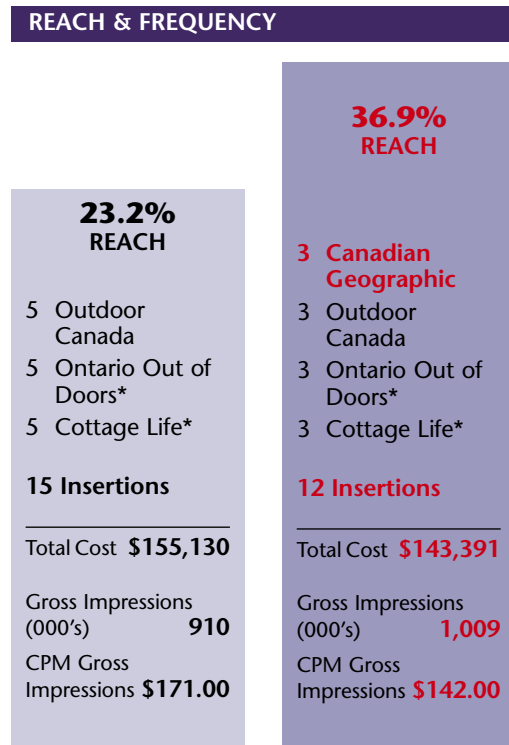 REACH & FREQUENCY
23.2%
REACH
5 Outdoor
Canada
5 Ontario Out of
Doors*
5 Cottage Life*
15 Insertions
Total Cost $155,130
Gross Impressions
(000's) 910
CPM Gross
Impressions $171.00
36.9%
REACH
3 Canadian
Geographic
3 Outdoor
Canada
3 Ontario Out of
Doors*
3 Cottage Life*
12 Insertions
Total Cost $143,391
Gross Impressions
(000's) 1,009
CPM Gross
Impressions $142.00